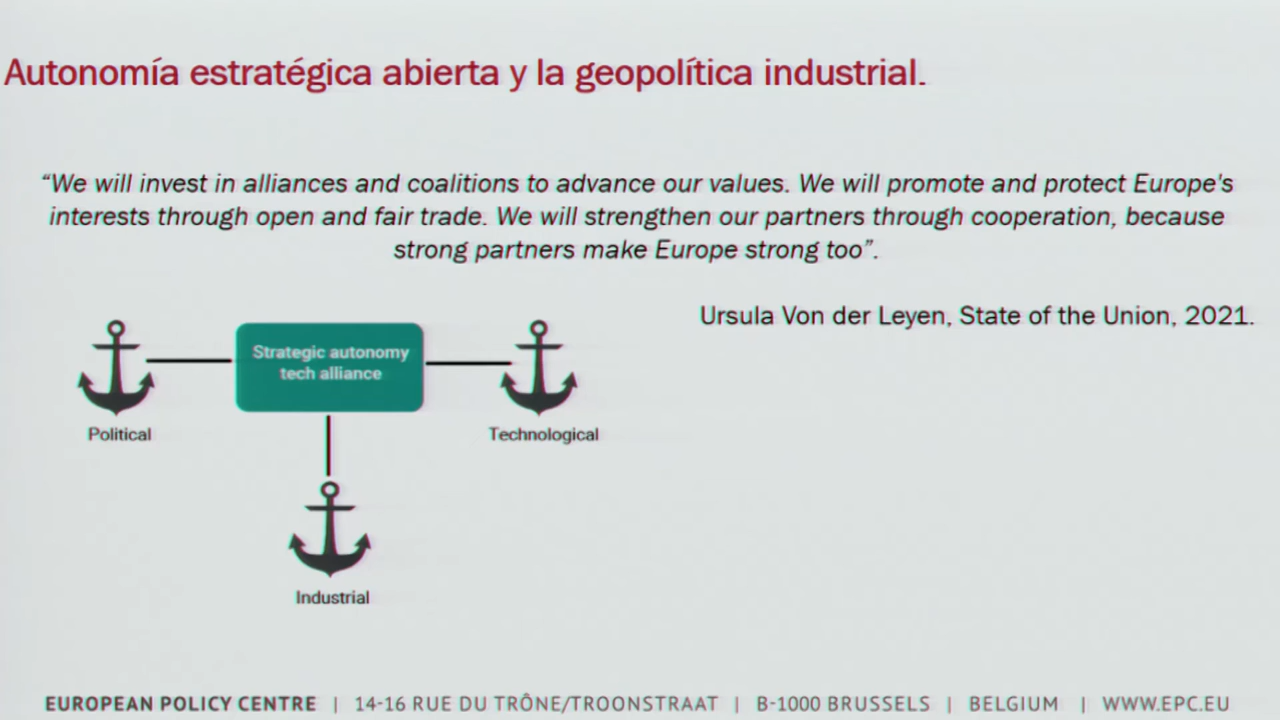 Autonomía estratégica abierta y la geopolítica industrial.
“We will invest in alliances and coalitions to advance our values. We will promote and protect Europe's
interests through open and fair trade. We will strengthen our partners through cooperation, because
strong partners make Europe strong too”.
Ursula Von der Leyen, State of the Union, 2021.
Strategic autonomy
tech alliance
Political
Technological
Industrial
EUROPEAN POLICY CENTRE | 14-16 RUE DU TRÔNE/TROONSTRAAT | B-1000 BRUSSELS | BELGIUM | WWW.EPC.EU